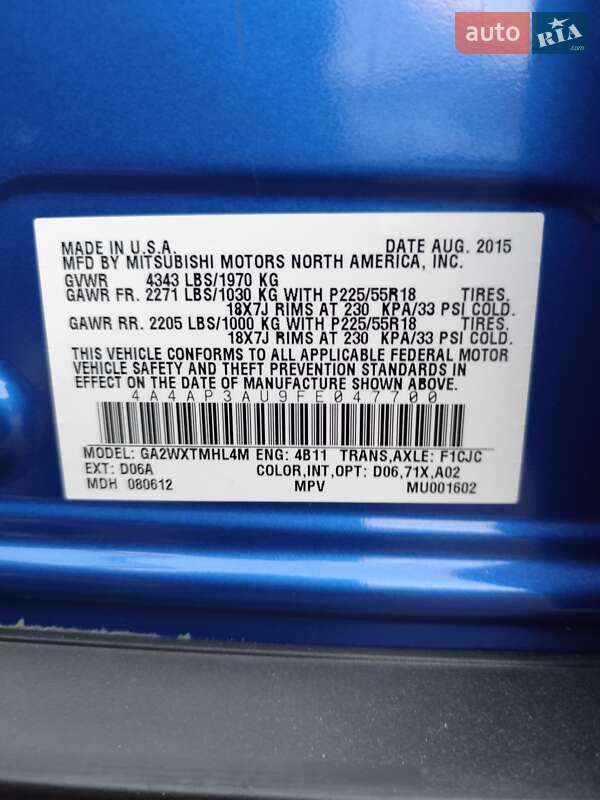 auto RIA .com
MADE IN U.S.A. DATE AUG. 2015
MFD BY MITSUBISHI MOTORS NORTH AMERICA, INC.
GVWR 4343 LBS/1970 KG
GAWR FR. 2271 LBS/1030 KG WITH P225/55R18 TIRES,
18X7J RIMS AT 230 KPA/33 PSI COLD.
GAWR RR. 2205 LBS/1000 KG WITH P225/55R18 TIRES,
18X7J RIMS AT 230 KPA/33 PSI COLD.
THIS VEHICLE CONFORMS TO ALL APPLICABLE FEDERAL MOTOR
VEHICLE SAFETY AND THEFT PREVENTION STANDARDS IN
EFFECT ON THE DATE OF MANUFACTURE SHOWN ABOVE.
4A4AP3AU9FE047700
MODEL: GA2WXTMHL4M ENG: 4B11 TRANS,AXLE: F1CJC
EXT: D06A COLOR,INT,OPT: D06,71X,A02
MDH 080612 MPV MU001602